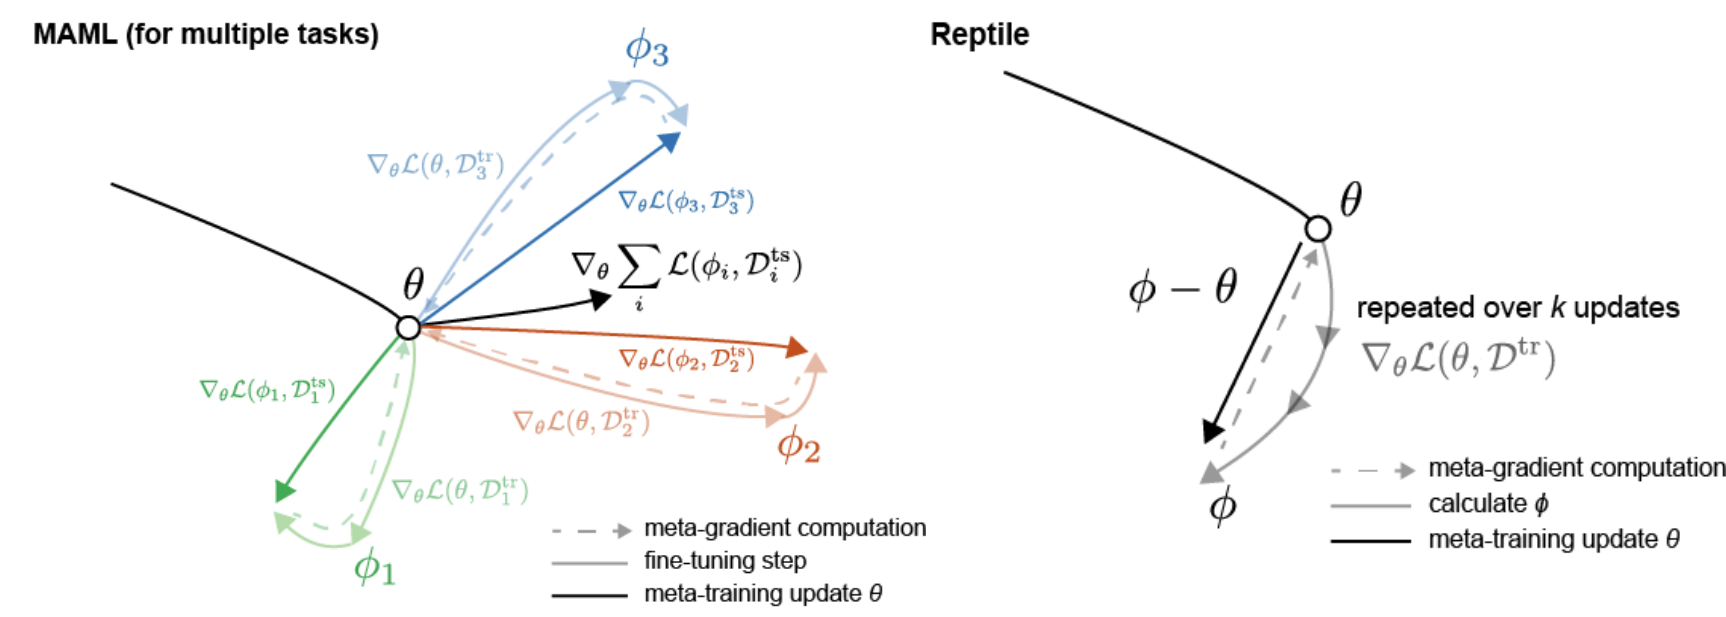 MAML (for multiple tasks)
ϕ₃
∇θℒ(θ, 𝒟₃ᵗʳ)
∇θℒ(ϕ₃, 𝒟₃ᵗˢ)
∇θ ∑ᵢ ℒ(ϕᵢ, 𝒟ᵢᵗˢ)
θ
∇θℒ(ϕ₂, 𝒟₂ᵗˢ)
∇θℒ(ϕ₁, 𝒟₁ᵗˢ)
∇θℒ(θ, 𝒟₂ᵗʳ)
ϕ₂
∇θℒ(θ, 𝒟₁ᵗʳ)
ϕ₁
meta-gradient computation
fine-tuning step
meta-training update θ
Reptile
θ
ϕ − θ
repeated over k updates
∇θℒ(θ, 𝒟ᵗʳ)
ϕ
meta-gradient computation
calculate ϕ
meta-training update θ